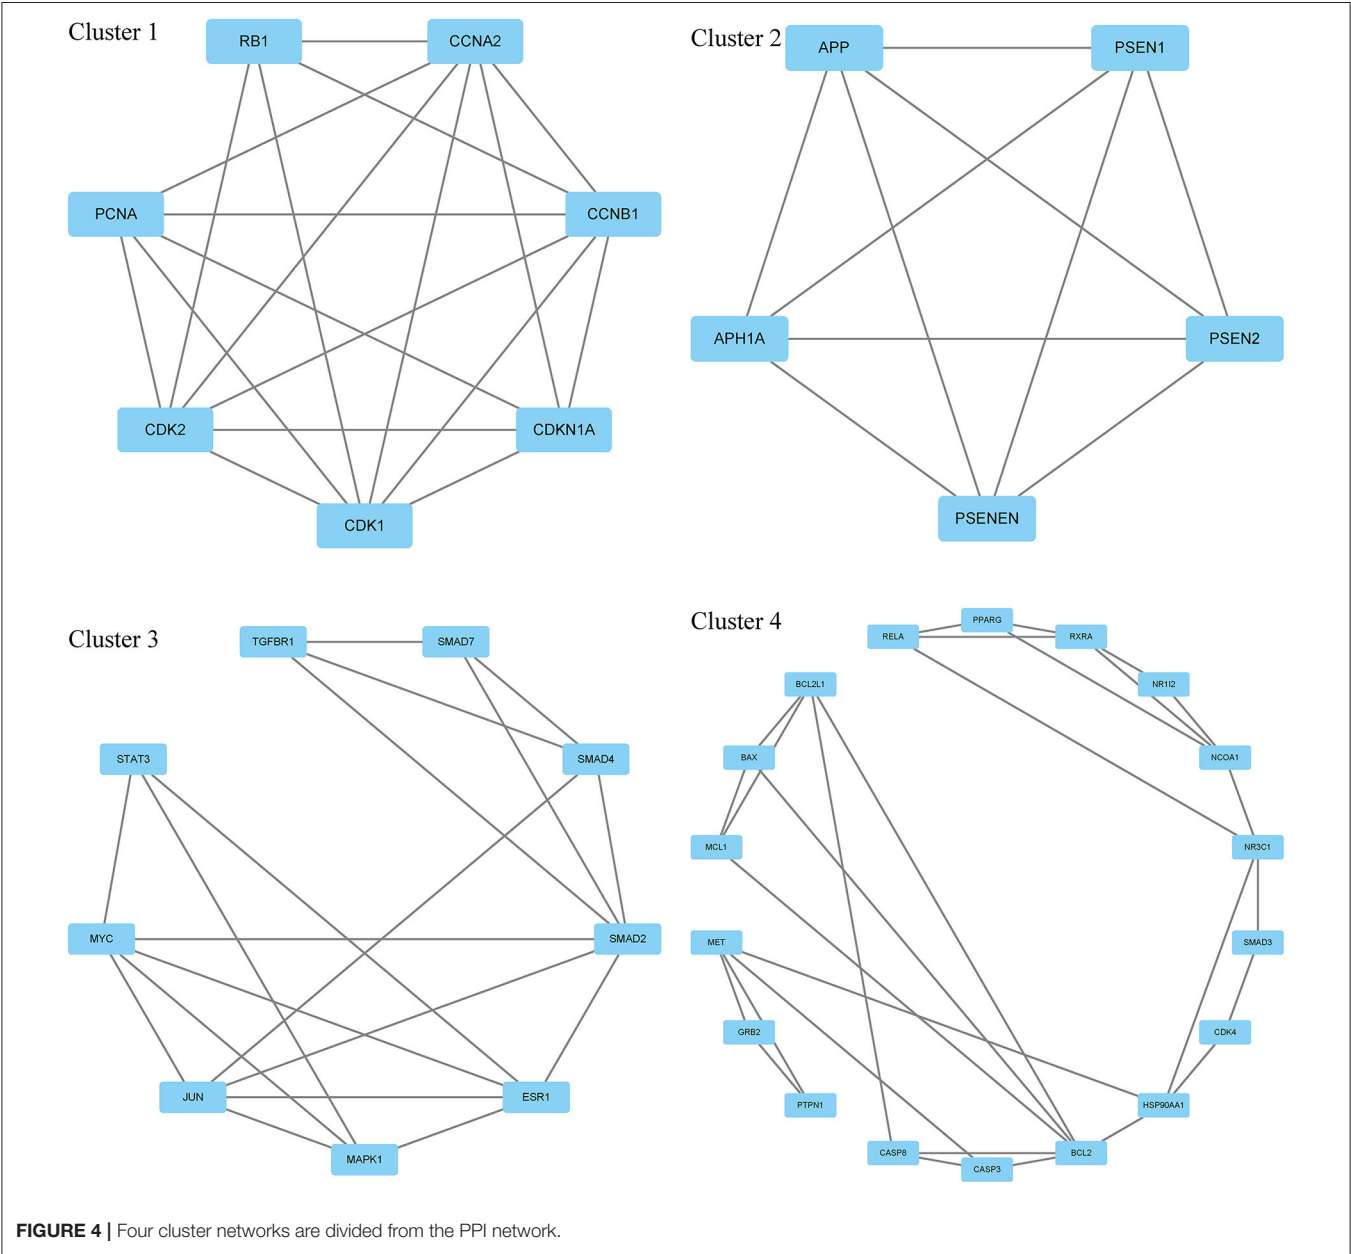 Cluster 1
RB1
CCNA2
PCNA
CCNB1
CDK2
CDKN1A
CDK1
Cluster 2
APP
PSEN1
APH1A
PSEN2
PSENEN
Cluster 3
TGFBR1
SMAD7
STAT3
SMAD4
MYC
SMAD2
JUN
ESR1
MAPK1
Cluster 4
PPARG
RELA
RXRA
BCL2L1
NR1I2
BAX
NCOA1
MCL1
NR3C1
MET
SMAD3
GRB2
CDK4
PTPN1
HSP90AA1
CASP8
BCL2
CASP3
FIGURE 4 | Four cluster networks are divided from the PPI network.